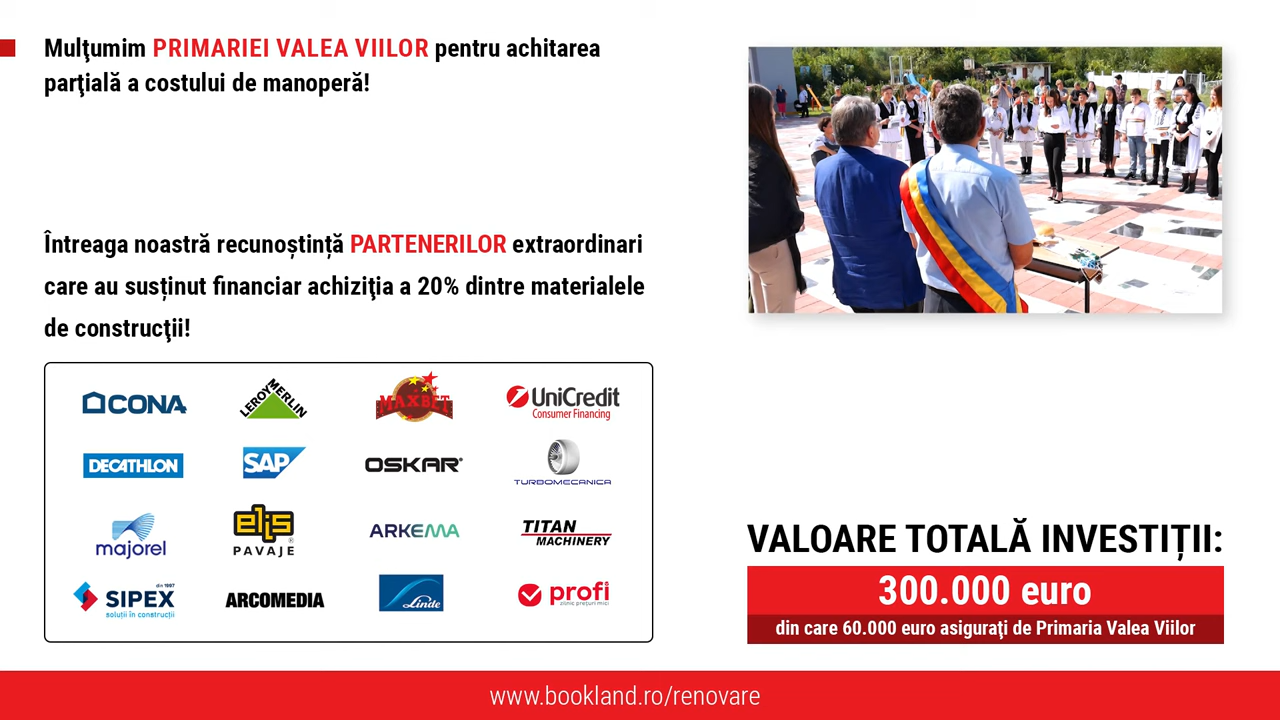 Mulţumim PRIMARIEI VALEA VIILOR pentru achitarea
parţială a costului de manoperă!
Întreaga noastră recunoștință PARTENERILOR extraordinari
care au susținut financiar achiziţia a 20% dintre materialele
de construcţii!
CONA
LEROY MERLIN
MAXBET
UniCredit
Consumer Financing
DECATHLON
SAP
OSKAR®
TURBOMECANICA
majorel
elis
PAVAJE
ARKEMA
TITAN
MACHINERY
din 1997
SIPEX
soluții în construcții
ARCOMEDIA
Linde
profi
zilnic prețuri mici
VALOARE TOTALĂ INVESTIȚII:
300.000 euro
din care 60.000 euro asiguraţi de Primaria Valea Viilor
www.bookland.ro/renovare